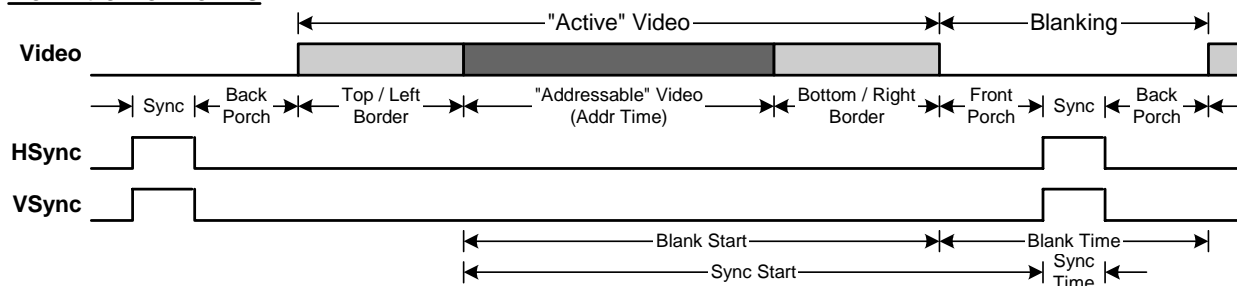 "Active" Video
Blanking
Video
Sync
Back Porch
Top / Left Border
"Addressable" Video (Addr Time)
Bottom / Right Border
Front Porch
Sync
Back Porch
HSync
VSync
Blank Start
Blank Time
Sync Start
Sync Time